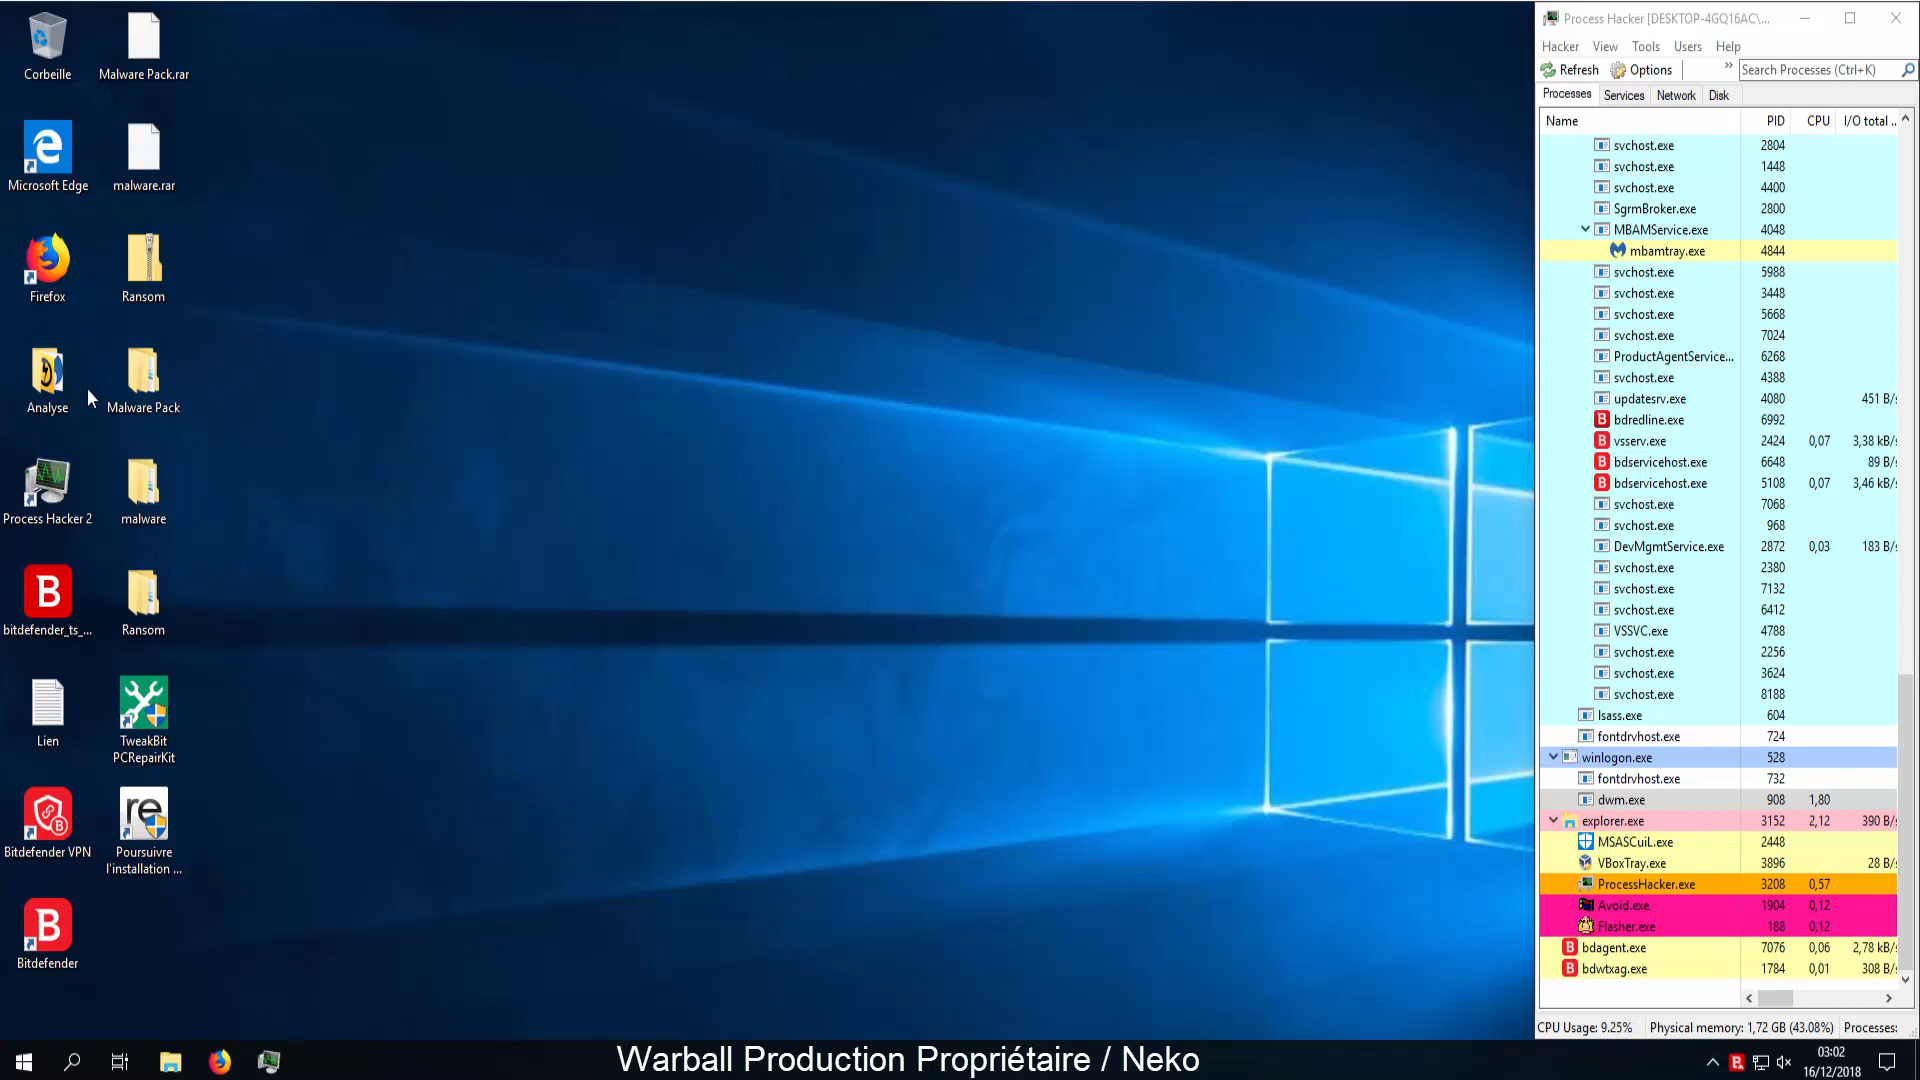 Corbeille
Malware Pack.rar
Microsoft Edge
malware.rar
Firefox
Ransom
Analyse
Malware Pack
Process Hacker 2
malware
bitdefender_ts_...
Ransom
Lien
TweakBit
PCRepairKit
Bitdefender VPN
Poursuivre
l'installation ...
Bitdefender
Process Hacker [DESKTOP-4GQ16AC\...
Hacker View Tools Users Help
Refresh Options » Search Processes (Ctrl+K)
Processes Services Network Disk
Name PID CPU I/O total ...
svchost.exe 2804
svchost.exe 1448
svchost.exe 4400
SgrmBroker.exe 2800
MBAMService.exe 4048
mbamtray.exe 4844
svchost.exe 5988
svchost.exe 3448
svchost.exe 5668
svchost.exe 7024
ProductAgentService... 6268
svchost.exe 4388
updatesrv.exe 4080 451 B/s
bdredline.exe 6992
vsserv.exe 2424 0,07 3,38 kB/s
bdservicehost.exe 6648 89 B/s
bdservicehost.exe 5108 0,07 3,46 kB/s
svchost.exe 7068
svchost.exe 968
DevMgmtService.exe 2872 0,03 183 B/s
svchost.exe 2380
svchost.exe 7132
svchost.exe 6412
VSSVC.exe 4788
svchost.exe 2256
svchost.exe 3624
svchost.exe 8188
lsass.exe 604
fontdrvhost.exe 724
winlogon.exe 528
fontdrvhost.exe 732
dwm.exe 908 1,80
explorer.exe 3152 2,12 390 B/s
MSASCuiL.exe 2448
VBoxTray.exe 3896 28 B/s
ProcessHacker.exe 3208 0,57
Avoid.exe 1904 0,12
Flasher.exe 188 0,12
bdagent.exe 7076 0,06 2,78 kB/s
bdwtxag.exe 1784 0,01 308 B/s
CPU Usage: 9.25% Physical memory: 1,72 GB (43.08%) Processes:
Warball Production Propriétaire / Neko
03:02
16/12/2018